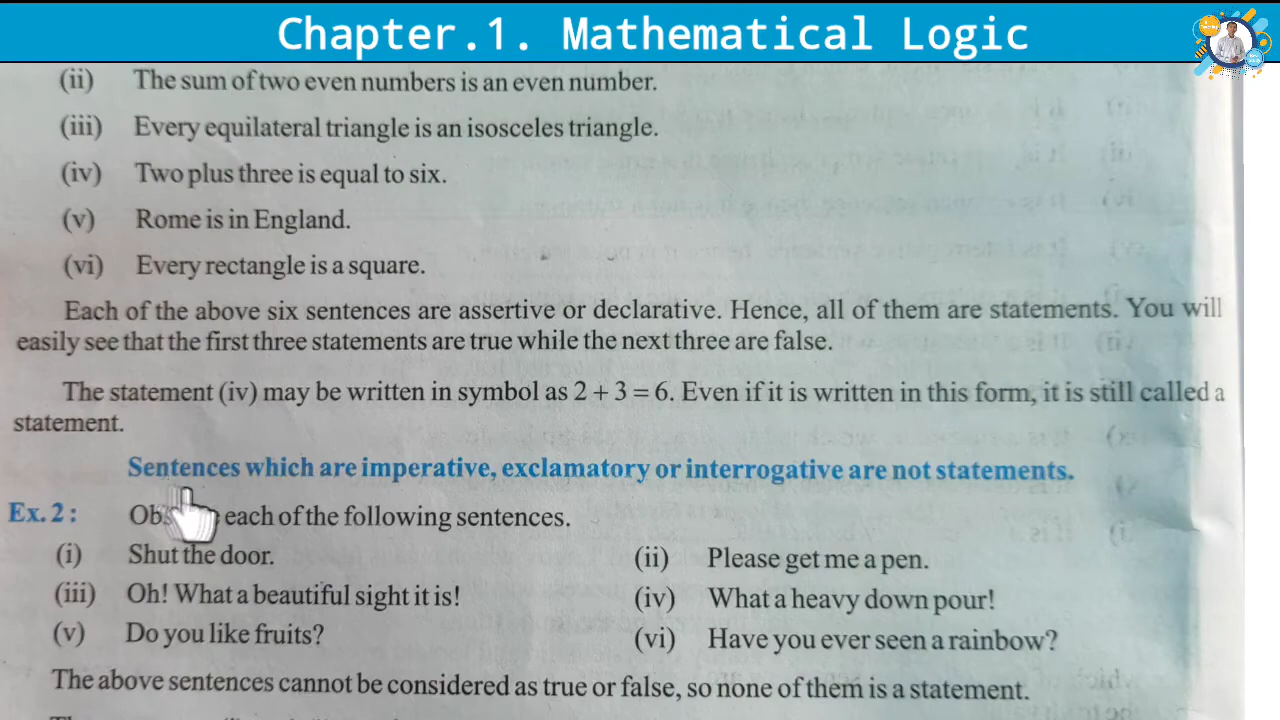 Chapter.1. Mathematical Logic
(ii) The sum of two even numbers is an even number.
(iii) Every equilateral triangle is an isosceles triangle.
(iv) Two plus three is equal to six.
(v) Rome is in England.
(vi) Every rectangle is a square.
Each of the above six sentences are assertive or declarative. Hence, all of them are statements. You will
easily see that the first three statements are true while the next three are false.
The statement (iv) may be written in symbol as 2 + 3 = 6. Even if it is written in this form, it is still called a
statement.
Sentences which are imperative, exclamatory or interrogative are not statements.
Ex. 2 : each of the following sentences.
(i) Shut the door. (ii) Please get me a pen.
(iii) Oh! What a beautiful sight it is! (iv) What a heavy down pour!
(v) Do you like fruits? (vi) Have you ever seen a rainbow?
The above sentences cannot be considered as true or false, so none of them is a statement.